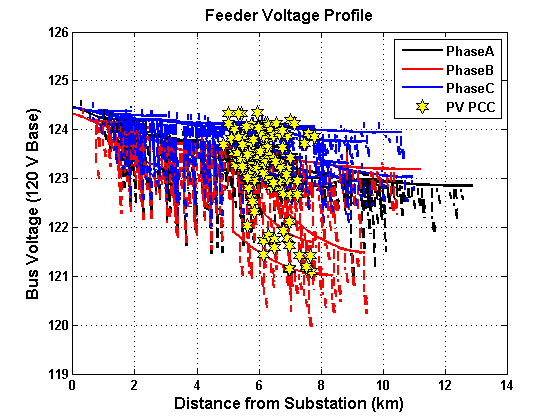 Feeder Voltage Profile
126
125
124
123
122
121
120
119
Bus Voltage (120 V Base)
PhaseA
PhaseB
PhaseC
PV PCC
0 2 4 6 8 10 12 14
Distance from Substation (km)